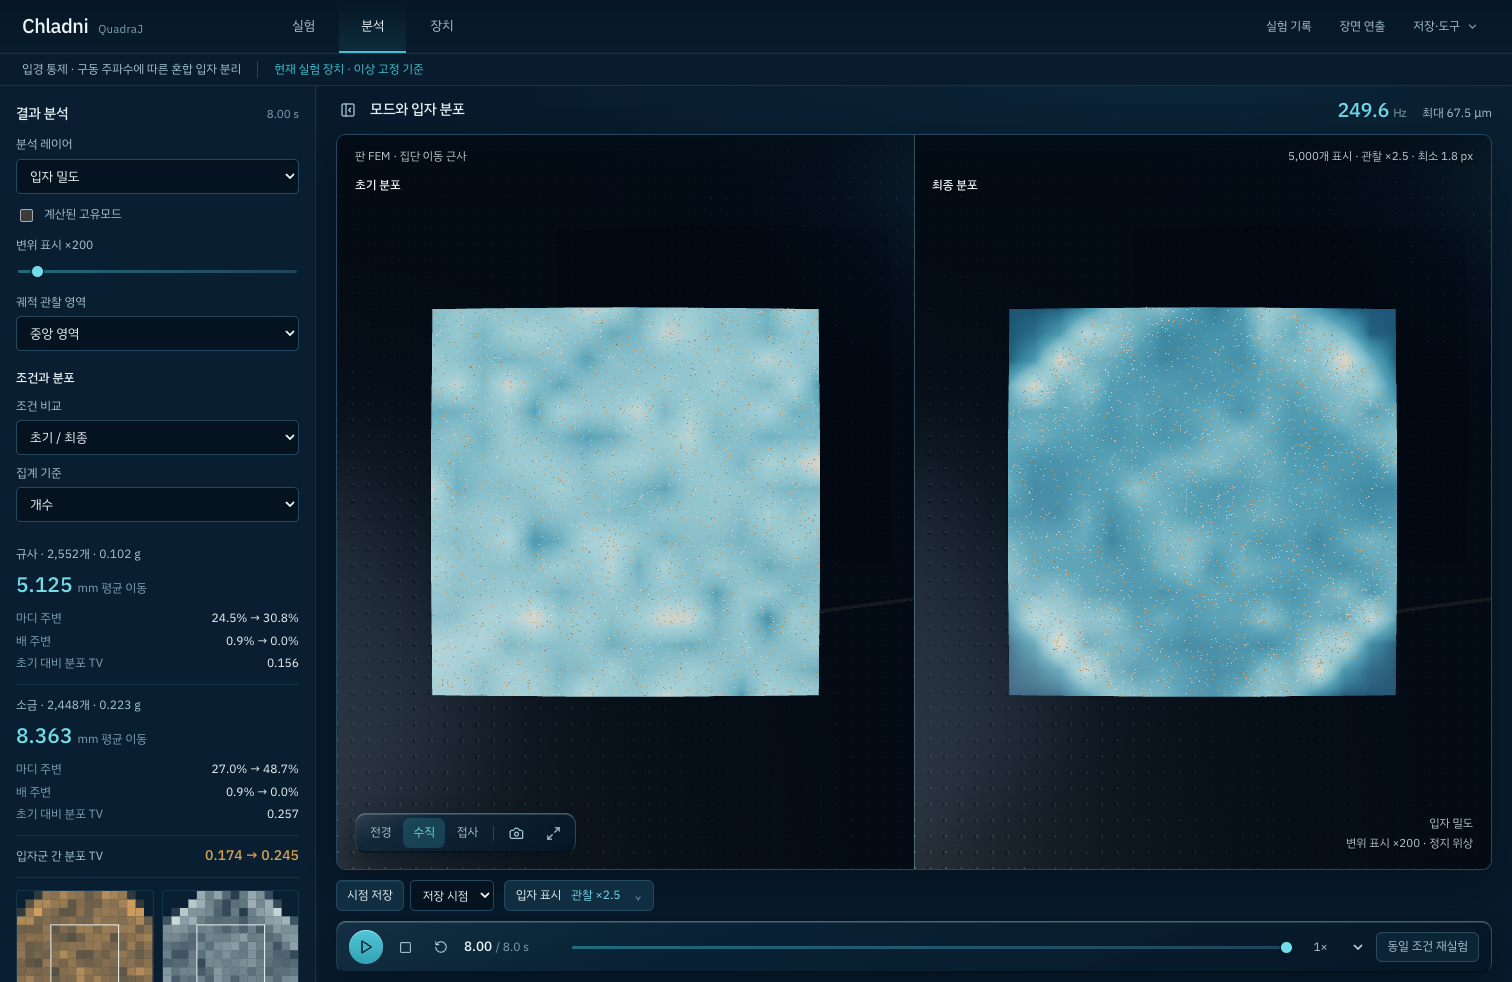 Chladni QuadraJ
실험
분석
장치
실험 기록
장면 연출
저장·도구
입경 통제 · 구동 주파수에 따른 혼합 입자 분리
현재 실험 장치 · 이상 고정 기준
결과 분석
8.00 s
분석 레이어
입자 밀도
계산된 고유모드
변위 표시 ×200
궤적 관찰 영역
중앙 영역
조건과 분포
조건 비교
초기 / 최종
집계 기준
개수
규사 · 2,552개 · 0.102 g
5.125 mm 평균 이동
마디 주변 24.5% → 30.8%
배 주변 0.9% → 0.0%
초기 대비 분포 TV 0.156
소금 · 2,448개 · 0.223 g
8.363 mm 평균 이동
마디 주변 27.0% → 48.7%
배 주변 0.9% → 0.0%
초기 대비 분포 TV 0.257
입자군 간 분포 TV 0.174 → 0.245
모드와 입자 분포
249.6 Hz 최대 67.5 µm
판 FEM · 집단 이동 근사
초기 분포
5,000개 표시 · 관찰 ×2.5 · 최소 1.8 px
최종 분포
전경
수직
접사
입자 밀도
변위 표시 ×200 · 정지 위상
시점 저장
저장 시점
입자 표시 관찰 ×2.5
8.00 / 8.0 s
1×
동일 조건 재실험